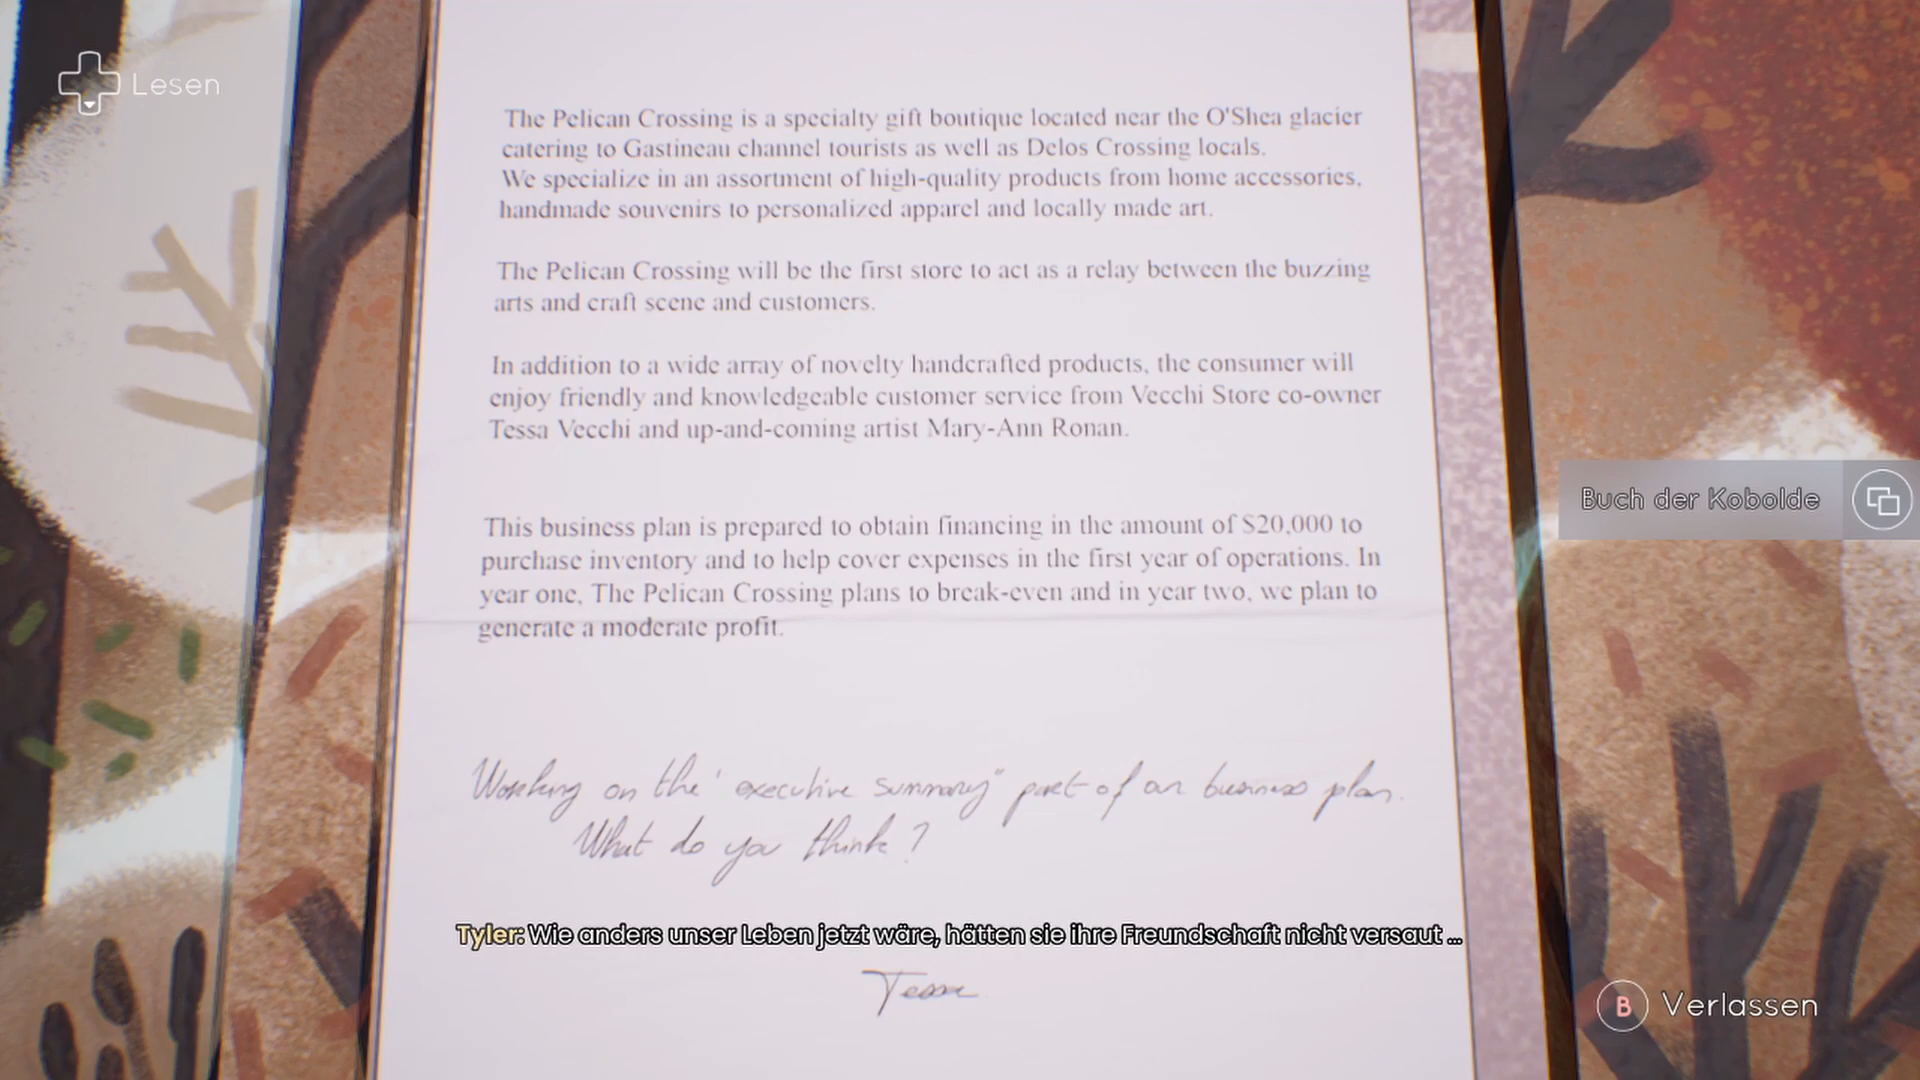 Lesen
The Pelican Crossing is a specialty gift boutique located near the O'Shea glacier
catering to Gastineau channel tourists as well as Delos Crossing locals.
We specialize in an assortment of high-quality products from home accessories,
handmade souvenirs to personalized apparel and locally made art.
The Pelican Crossing will be the first store to act as a relay between the buzzing
arts and craft scene and customers.
In addition to a wide array of novelty handcrafted products, the consumer will
enjoy friendly and knowledgeable customer service from Vecchi Store co-owner
Tessa Vecchi and up-and-coming artist Mary-Ann Ronan.
Buch der Kobolde
This business plan is prepared to obtain financing in the amount of $20,000 to
purchase inventory and to help cover expenses in the first year of operations. In
year one, The Pelican Crossing plans to break-even and in year two, we plan to
generate a moderate profit.
Working on the "executive summary" part of our business plan.
What do you think?
Tyler: Wie anders unser Leben jetzt wäre, hätten sie ihre Freundschaft nicht versaut ...
Tessa
B Verlassen